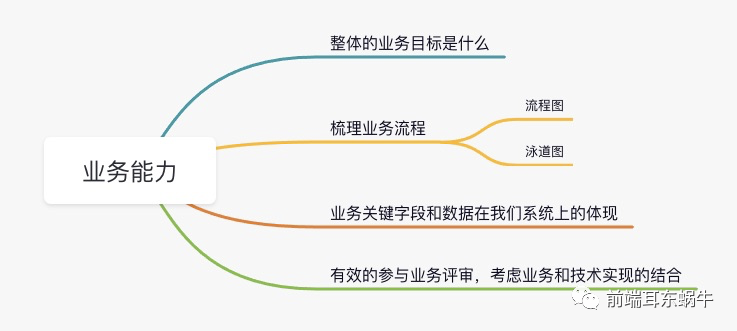 整体的业务目标是什么
流程图
梳理业务流程
泳道图
业务能力
业务关键字段和数据在我们系统上的体现
有效的参与业务评审，考虑业务和技术实现的结合
前端耳东蜗牛